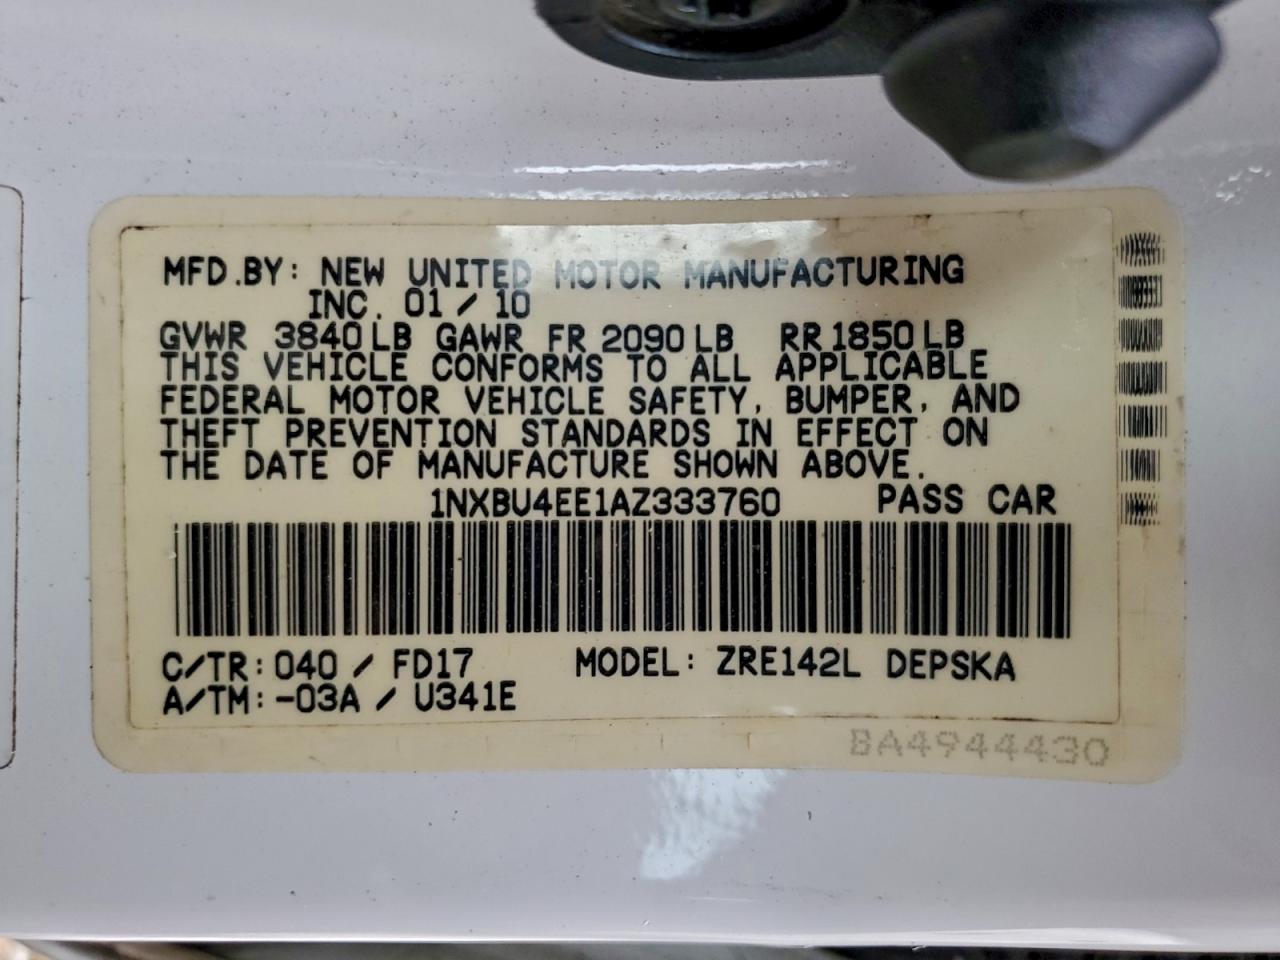 MFD.BY: NEW UNITED MOTOR MANUFACTURING
INC. 01 / 10
GVWR 3840 LB GAWR FR 2090 LB RR 1850 LB
THIS VEHICLE CONFORMS TO ALL APPLICABLE
FEDERAL MOTOR VEHICLE SAFETY, BUMPER, AND
THEFT PREVENTION STANDARDS IN EFFECT ON
THE DATE OF MANUFACTURE SHOWN ABOVE.
1NXBU4EE1AZ333760 PASS CAR
C/TR: 040 / FD17 MODEL: ZRE142L DEPSKA
A/TM: -03A / U341E
BA4944430